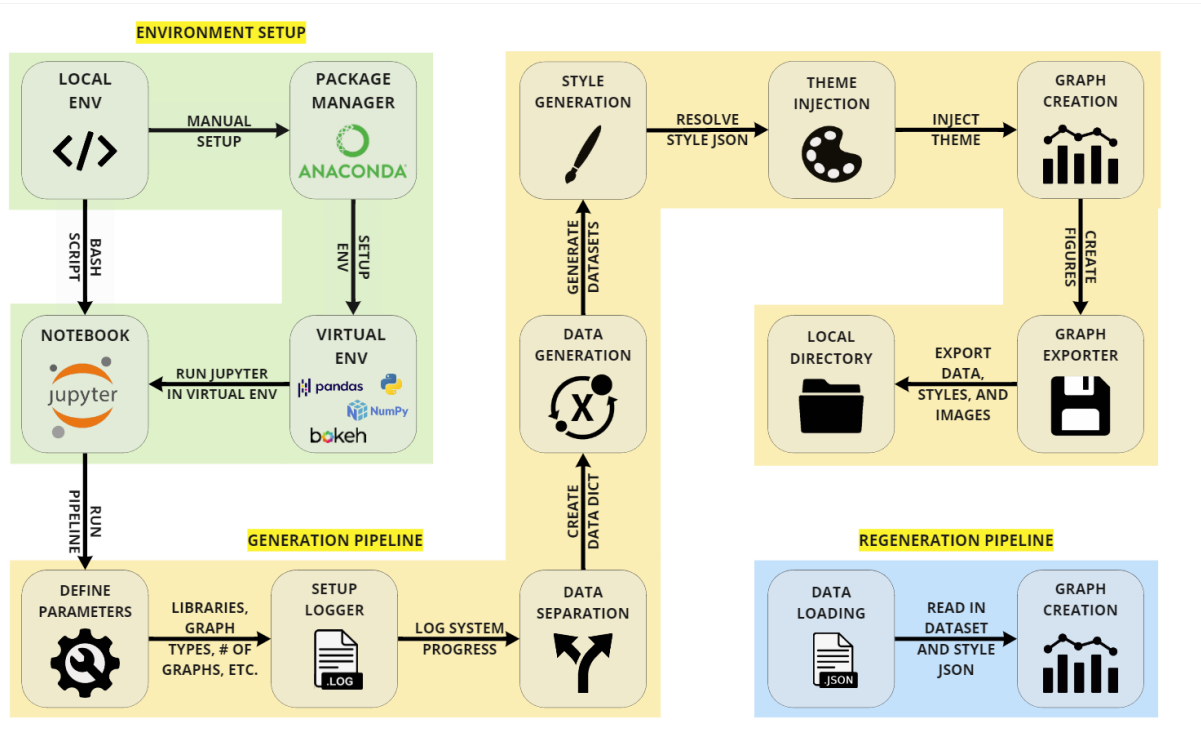 ENVIRONMENT SETUP
LOCAL
ENV
MANUAL
SETUP
PACKAGE
MANAGER
ANACONDA
BASH
SCRIPT
SETUP
ENV
NOTEBOOK
jupyter
RUN JUPYTER
IN VIRTUAL ENV
VIRTUAL
ENV
pandas
NumPy
bokeh
RUN
PIPELINE
GENERATION PIPELINE
DEFINE
PARAMETERS
LIBRARIES,
GRAPH
TYPES, # OF
GRAPHS, ETC.
SETUP
LOGGER
.LOG
LOG SYSTEM
PROGRESS
DATA
SEPARATION
CREATE
DATA DICT
DATA
GENERATION
X
GENERATE
DATASETS
STYLE
GENERATION
RESOLVE
STYLE JSON
THEME
INJECTION
INJECT
THEME
GRAPH
CREATION
CREATE
FIGURES
GRAPH
EXPORTER
EXPORT
DATA,
STYLES, AND
IMAGES
LOCAL
DIRECTORY
REGENERATION PIPELINE
DATA
LOADING
.JSON
READ IN
DATASET
AND STYLE
JSON
GRAPH
CREATION